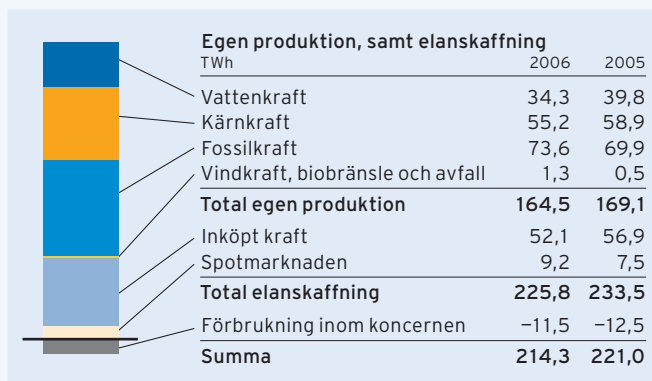 Egen produktion, samt elanskaffning
TWh 2006 2005
Vattenkraft 34,3 39,8
Kärnkraft 55,2 58,9
Fossilkraft 73,6 69,9
Vindkraft, biobränsle och avfall 1,3 0,5
Total egen produktion 164,5 169,1
Inköpt kraft 52,1 56,9
Spotmarknaden 9,2 7,5
Total elanskaffning 225,8 233,5
Förbrukning inom koncernen −11,5 −12,5
Summa 214,3 221,0